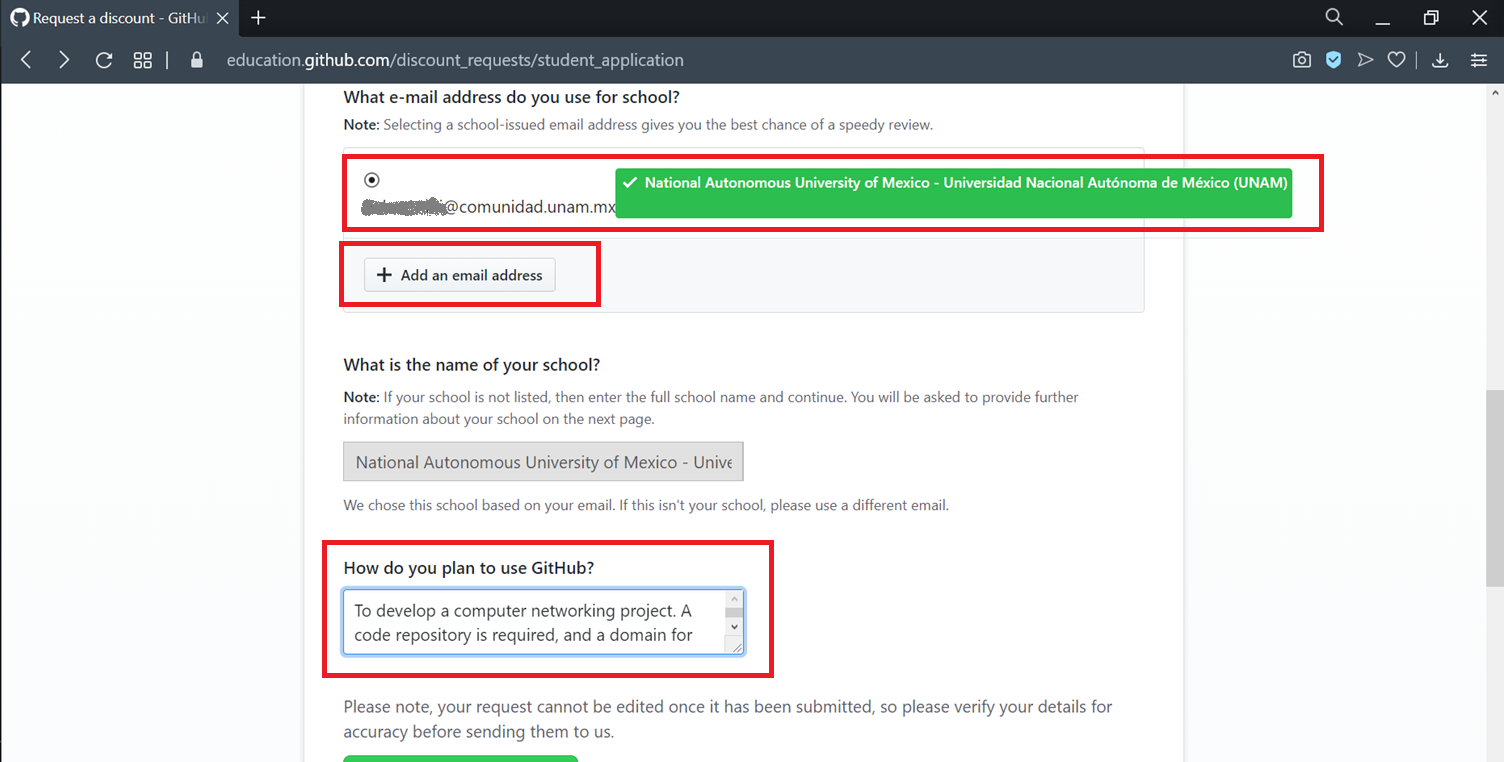 Request a discount - GitHu
education.github.com/discount_requests/student_application
What e-mail address do you use for school?
Note: Selecting a school-issued email address gives you the best chance of a speedy review.
National Autonomous University of Mexico - Universidad Nacional Autónoma de México (UNAM)
@comunidad.unam.mx
Add an email address
What is the name of your school?
Note: If your school is not listed, then enter the full school name and continue. You will be asked to provide further
information about your school on the next page.
National Autonomous University of Mexico - Unive
We chose this school based on your email. If this isn't your school, please use a different email.
How do you plan to use GitHub?
To develop a computer networking project. A
code repository is required, and a domain for
Please note, your request cannot be edited once it has been submitted, so please verify your details for
accuracy before sending them to us.